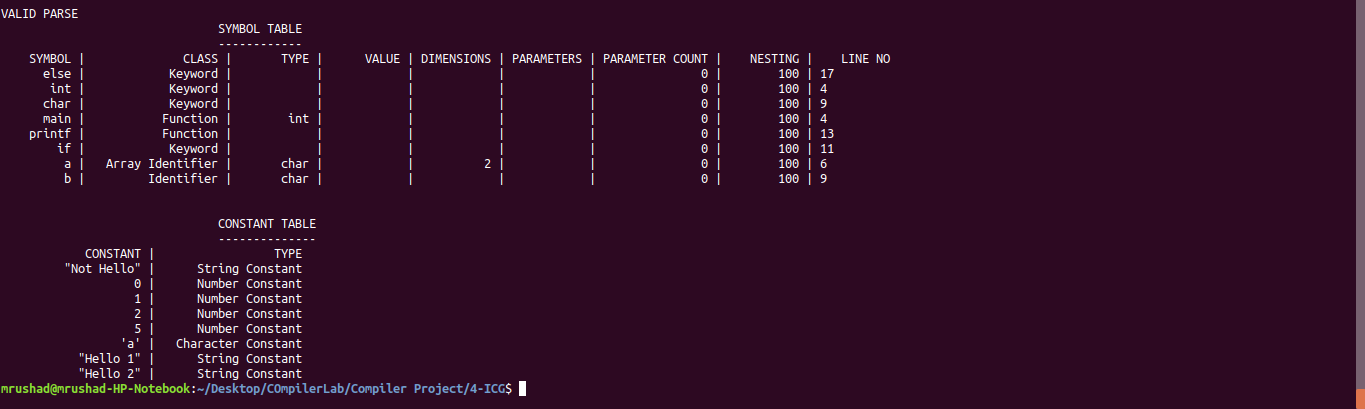 VALID PARSE
SYMBOL TABLE
------------
SYMBOL | CLASS | TYPE | VALUE | DIMENSIONS | PARAMETERS | PARAMETER COUNT | NESTING | LINE NO
else | Keyword | | | | | 0 | 100 | 17
int | Keyword | | | | | 0 | 100 | 4
char | Keyword | | | | | 0 | 100 | 9
main | Function | int | | | | 0 | 100 | 4
printf | Function | | | | | 0 | 100 | 13
if | Keyword | | | | | 0 | 100 | 11
a | Array Identifier | char | | 2 | | 0 | 100 | 6
b | Identifier | char | | | | 0 | 100 | 9
CONSTANT TABLE
--------------
CONSTANT | TYPE
"Not Hello" | String Constant
0 | Number Constant
1 | Number Constant
2 | Number Constant
5 | Number Constant
'a' | Character Constant
"Hello 1" | String Constant
"Hello 2" | String Constant
mrushad@mrushad-HP-Notebook:~/Desktop/COmpilerLab/Compiler Project/4-ICG$